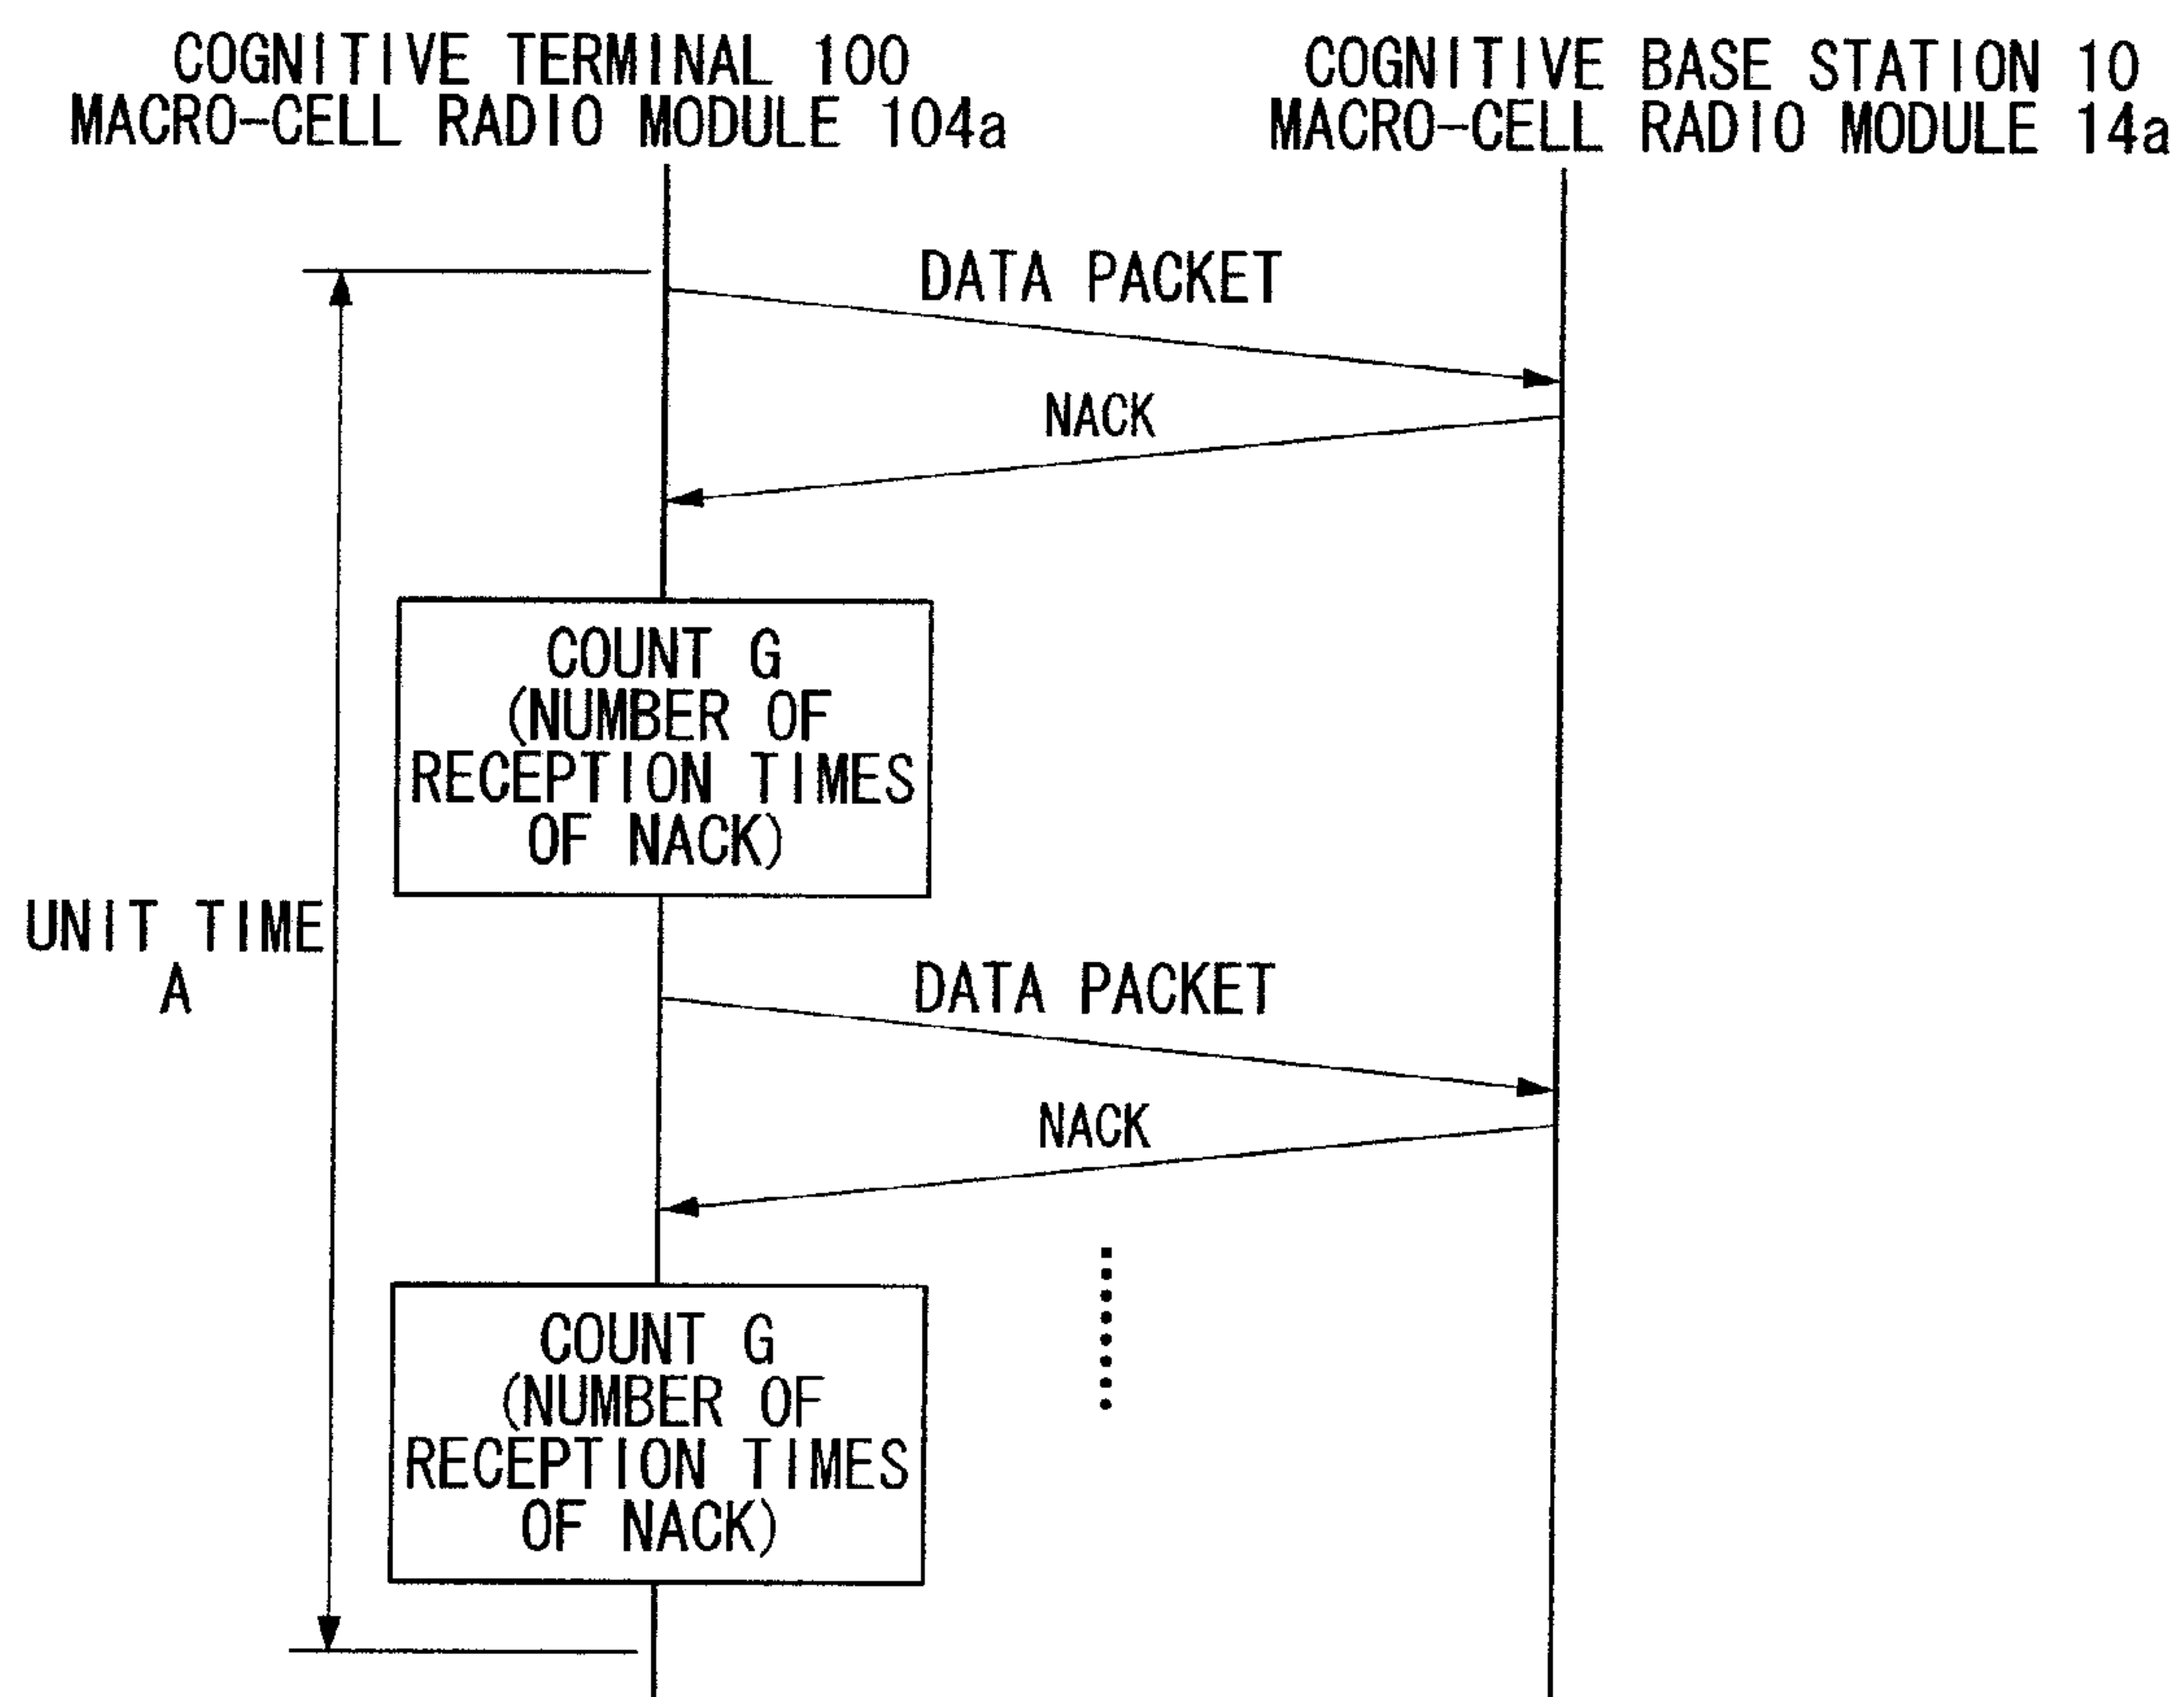 COGNITIVE TERMINAL 100
MACRO-CELL RADIO MODULE 104a
COGNITIVE BASE STATION 10
MACRO-CELL RADIO MODULE 14a
DATA PACKET
NACK
COUNT G
(NUMBER OF
RECEPTION TIMES
OF NACK)
UNIT TIME
A
DATA PACKET
NACK
COUNT G
(NUMBER OF
RECEPTION TIMES
OF NACK)